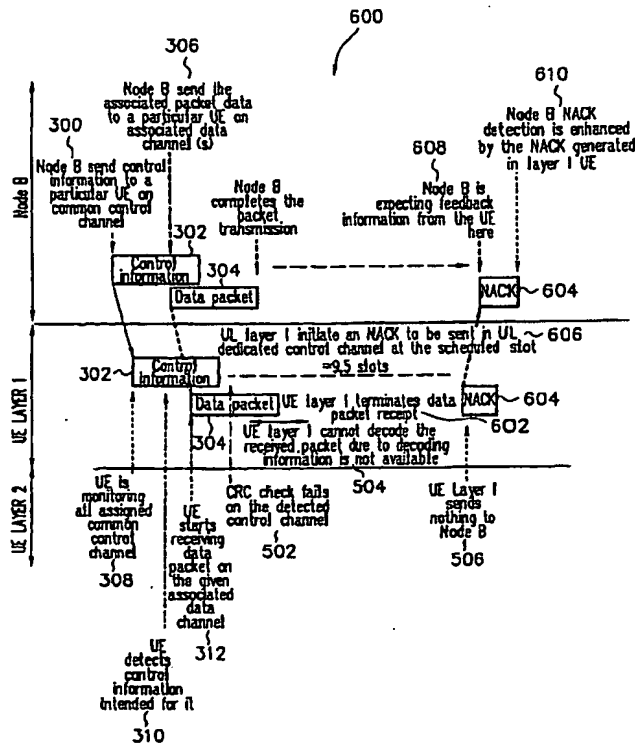 600
306
Node B send the
associated packet data
to a particular UE on
associated data
channel (s)
610
Node B NACK
detection is enhanced
by the NACK generated
in layer 1 UE
300
Node B send control
information to a
particular UE on
common control
channel
608
Node B is
expecting feedback
information from the UE
here
Node B
completes the
packet
transmission
Node B
302
Control
information
304
Data packet
NACK
604
UL layer 1 initiate an NACK to be sent in UL
dedicated control channel at the scheduled slot
606
UE LAYER 1
302
Control
information
≈9.5 slots
Data packet
304
UE layer 1 terminates data
packet receipt
602
NACK
604
UE layer 1 cannot decode
the received packet due to decoding
information is not available
504
UE LAYER 2
UE is
monitoring
all assigned
common
control
channel
308
UE
starts
receiving
data
packet on
the given
associated
data
channel
312
CRC check fails
on the detected
control channel
502
UE Layer 1
sends
nothing to
Node B
506
UE
detects
control
information
intended for it
310